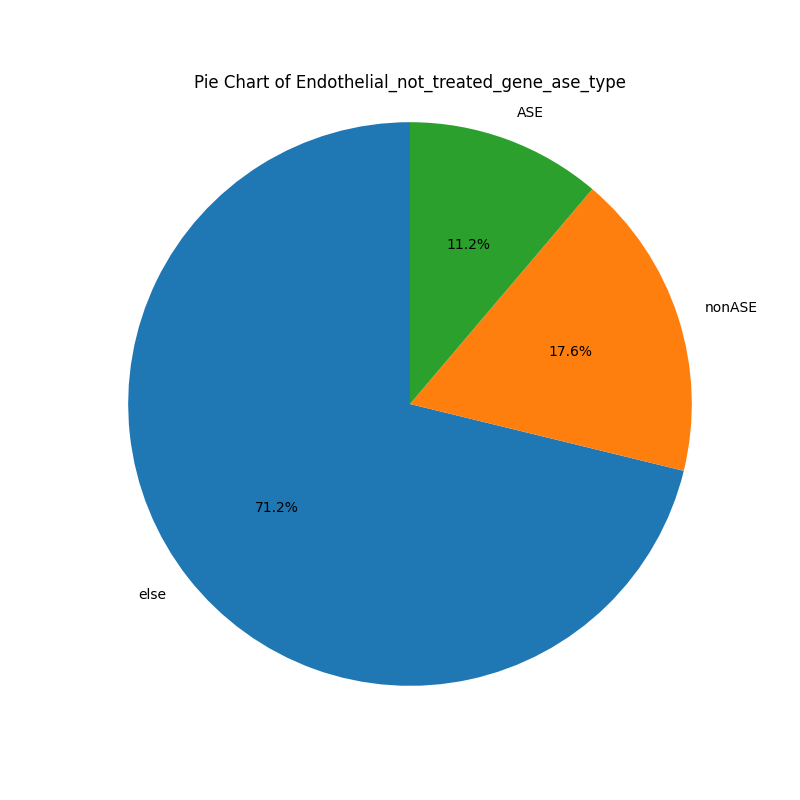 Pie Chart of Endothelial_not_treated_gene_ase_type
ASE
11.2%
nonASE
17.6%
71.2%
else